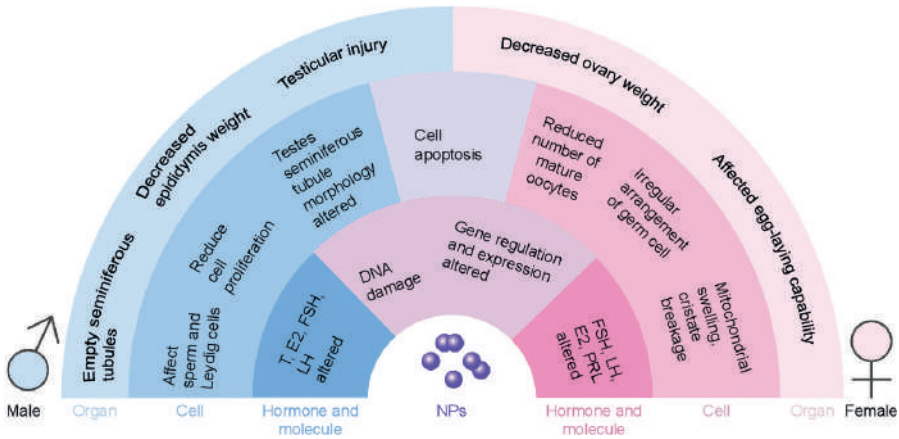 Testicular injury
Decreased
epididymis weight
Empty seminiferous
tubules
Decreased ovary weight
Affected egg-laying capability
Testes
seminiferous
tubule
morphology
altered
Reduce
cell
proliferation
Affect
sperm and
Leydig cells
Cell
apoptosis
Reduced
number of
mature
oocytes
Irregular
arrangement
of germ cell
Mitochondrial
swelling,
cristate
breakage
T, E2, FSH,
LH
altered
DNA
damage
Gene regulation
and expression
altered
FSH, LH,
E2, PRL
altered
Male
Organ
Cell
Hormone and
molecule
NPs
Hormone and
molecule
Cell
Organ
Female